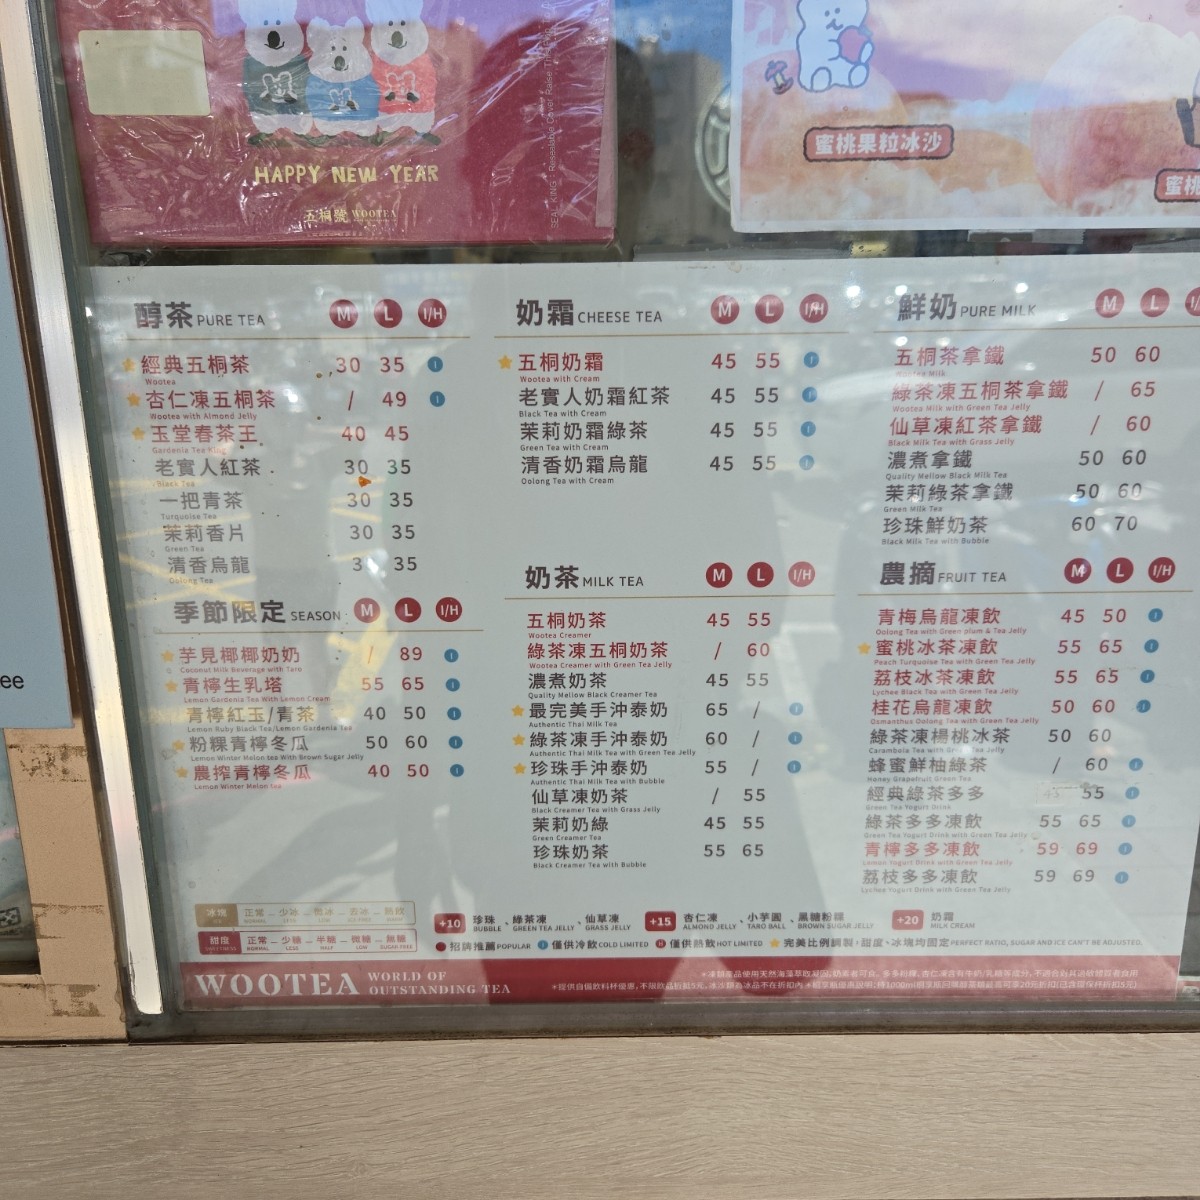 HAPPY NEW YEAR
五桐號 WOOTEA
蜜桃果粒冰沙
蜜桃
ee
醇茶 PURE TEA M L I/H
經典五桐茶 30 35
Wootea
杏仁凍五桐茶 / 49
Wootea with Almond Jelly
玉堂春茶王 40 45
Gardenia Tea King
老實人紅茶 30 35
Black Tea
一把青茶 30 35
Turquoise Tea
茉莉香片 30 35
Green Tea
清香烏龍 3 35
Oolong Tea
季節限定 SEASON M L I/H
芋見椰椰奶奶 / 89
Coconut Milk Beverage with Taro
青檸生乳塔 55 65
Lemon Gardenia Tea With Lemon Cream
青檸紅玉/青茶 40 50
Lemon Ruby Black Tea/Lemon Gardenia Tea
粉粿青檸冬瓜 50 60
Lemon Winter Melon tea With Brown Sugar Jelly
農搾青檸冬瓜 40 50
Lemon Winter Melon tea
奶霜 CHEESE TEA M L I/H
五桐奶霜 45 55
Wootea with Cream
老實人奶霜紅茶 45 55
Black Tea with Cream
茉莉奶霜綠茶 45 55
Green Tea with Cream
清香奶霜烏龍 45 55
Oolong Tea with Cream
奶茶 MILK TEA M L I/H
五桐奶茶 45 55
Wootea Creamer
綠茶凍五桐奶茶 / 60
Wootea Creamer with Green Tea Jelly
濃煮奶茶 45 55
Quality Mellow Black Creamer Tea
最完美手沖泰奶 65 /
Authentic Thai Milk Tea
綠茶凍手沖泰奶 60 /
Authentic Thai Milk Tea with Green Tea Jelly
珍珠手沖泰奶 55 /
Authentic Thai Milk Tea with Bubble
仙草凍奶茶 / 55
Black Creamer Tea with Grass Jelly
茉莉奶綠 45 55
Green Creamer Tea
珍珠奶茶 55 65
Black Creamer Tea with Bubble
鮮奶 PURE MILK M L
五桐茶拿鐵 50 60
Wootea Milk
綠茶凍五桐茶拿鐵 / 65
Wootea Milk with Green Tea Jelly
仙草凍紅茶拿鐵 / 60
Black Milk Tea with Grass Jelly
濃煮拿鐵 50 60
Quality Mellow Black Milk Tea
茉莉綠茶拿鐵 50 60
Green Milk Tea
珍珠鮮奶茶 60 70
Black Milk Tea with Bubble
農摘 FRUIT TEA M L I/H
青梅烏龍凍飲 45 50
Oolong Tea with Green plum & Tea Jelly
蜜桃冰茶凍飲 55 65
Peach Turquoise Tea with Green Tea Jelly
荔枝冰茶凍飲 55 65
Lychee Black Tea with Green Tea Jelly
桂花烏龍凍飲 50 60
Osmanthus Oolong Tea with Green Tea Jelly
綠茶凍楊桃冰茶 50 60
Carambola Tea with Green Tea Jelly
蜂蜜鮮柚綠茶 / 60
Honey Grapefruit Green Tea
經典綠茶多多 45 55
Green Tea Yogurt Drink
綠茶多多凍飲 55 65
Green Tea Yogurt Drink with Green Tea Jelly
青檸多多凍飲 59 69
Lemon Yogurt Drink with Green Tea Jelly
荔枝多多凍飲 59 69
Lychee Yogurt Drink with Green Tea Jelly
冰塊 正常 少冰 微冰 去冰 熱飲
甜度 正常 少糖 半糖 微糖 無糖
+10 珍珠 BUBBLE、綠茶凍 GREEN TEA JELLY、仙草凍 GRASS JELLY +15 杏仁凍 ALMOND JELLY、小芋圓 TARO BALL、黑糖粉粿 BROWN SUGAR JELLY +20 奶霜 MILK CREAM
招牌推薦 POPULAR 僅供冷飲 COLD LIMITED 僅供熱飲 HOT LIMITED 完美比例調製，甜度、冰塊均固定 PERFECT RATIO, SUGAR AND ICE CAN'T BE ADJUSTED.
WOOTEA WORLD OF OUTSTANDING TEA